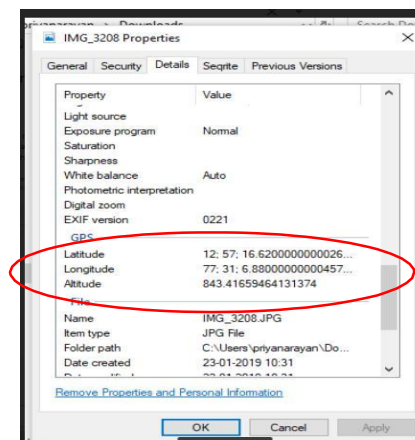 priyanarayan > Downloads
IMG_3208 Properties
General Security Details Seqrite Previous Versions
Property Value
Light source
Exposure program Normal
Saturation
Sharpness
White balance Auto
Photometric interpretation
Digital zoom
EXIF version 0221
GPS
Latitude 12; 57; 16.6200000000026...
Longitude 77; 31; 6.88000000000457...
Altitude 843.41659464131374
File
Name IMG_3208.JPG
Item type JPG File
Folder path C:\Users\priyanarayan\Do...
Date created 23-01-2019 10:31
Remove Properties and Personal Information
OK Cancel Apply